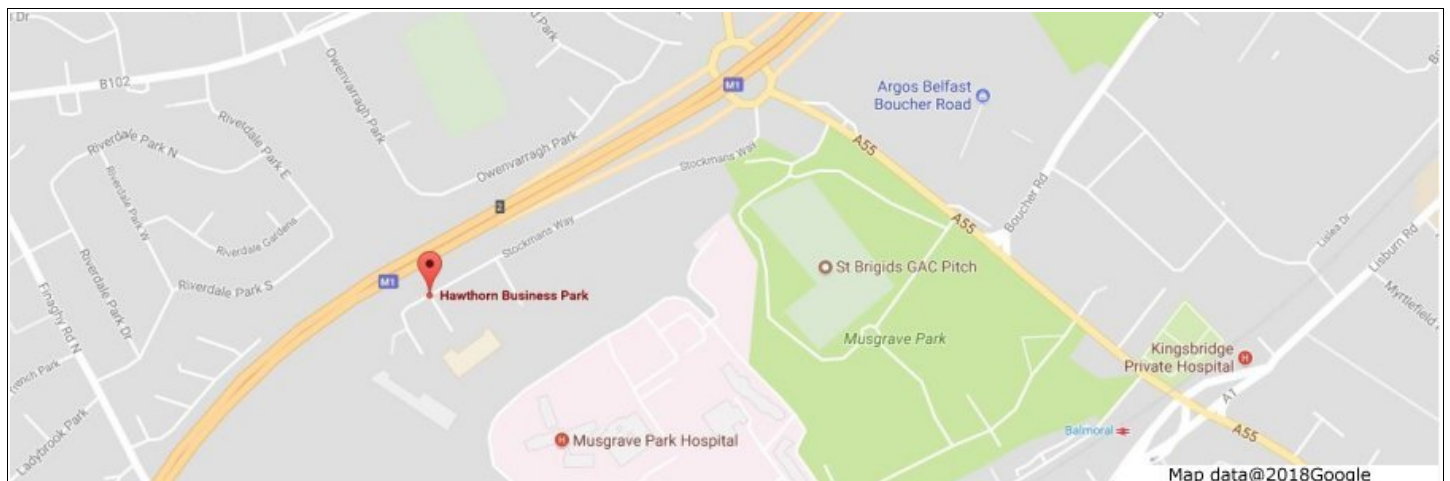 B102
Owenvarragh Park
Riverdale Park N
Riverdale Park E
Riverdale Park W
Riverdale Gardens
Riverdale Park S
Riverdale Park Dr
Finaghy Rd N
Ladybrook Park
Owenvarragh Park
M1
2
M1
Stockmans Way
Stockmans Way
Hawthorn Business Park
Musgrave Park Hospital
H
Argos Belfast
Boucher Road
A55
A55
Boucher Rd
St Brigids GAC Pitch
Musgrave Park
Lislea Dr
Lisburn Rd
Kingsbridge
Private Hospital
H
A1
A55
Balmoral
Map data@2018Google